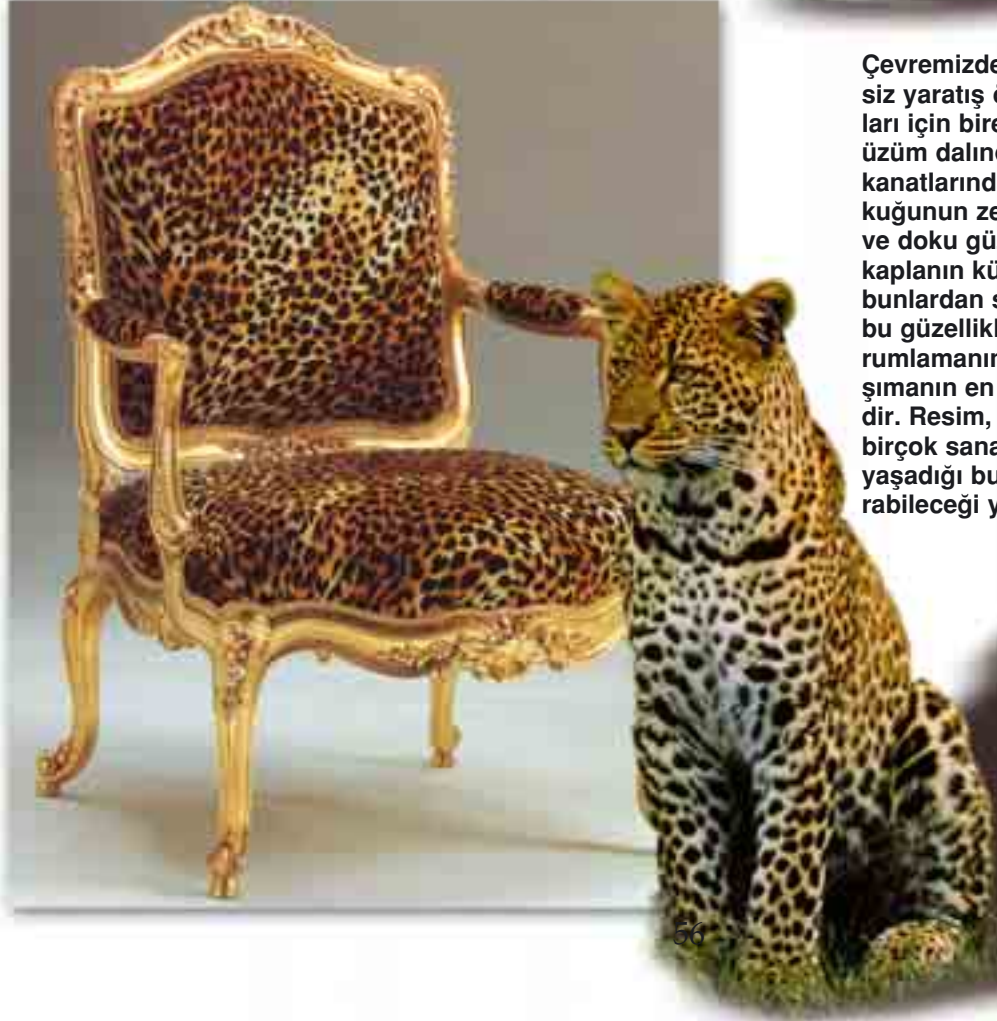 Çevremizde
siz yaratış ö
ları için bire
üzüm dalınd
kanatlarınd
kuğunun ze
ve doku gü
kaplanın kü
bunlardan s
bu güzellikl
rumlamanın
şımanın en
dir. Resim,
birçok sana
yaşadığı bu
rabileceği y
56